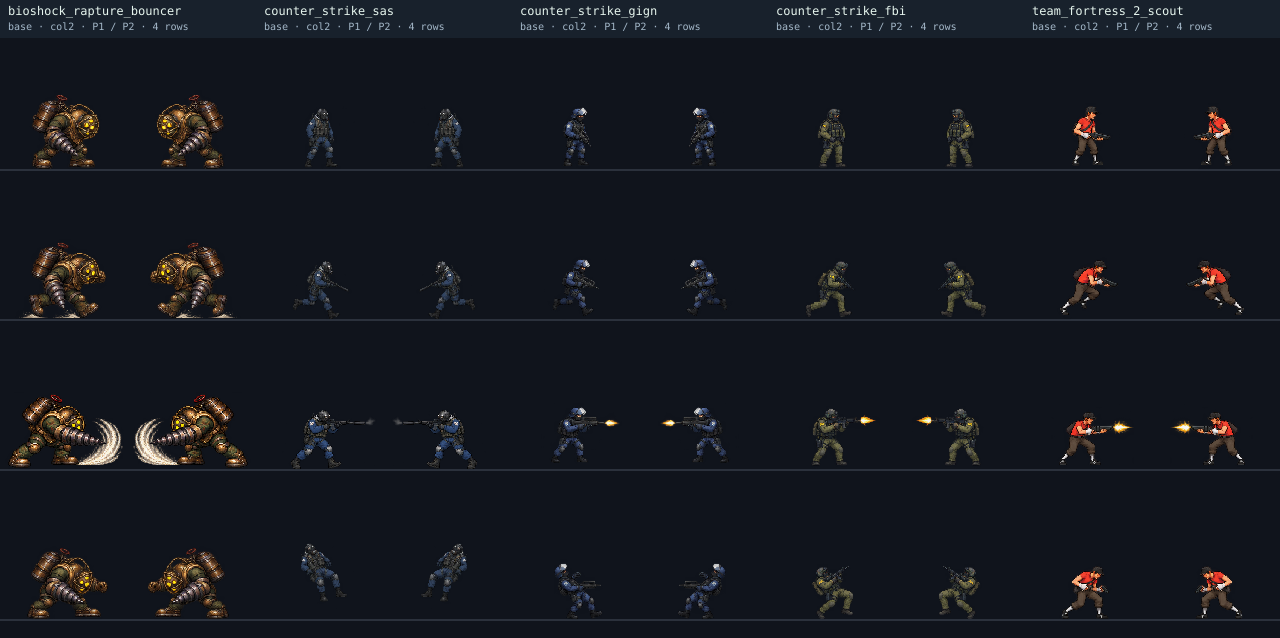 bioshock_rapture_bouncer
base · col2 · P1 / P2 · 4 rows
counter_strike_sas
base · col2 · P1 / P2 · 4 rows
counter_strike_gign
base · col2 · P1 / P2 · 4 rows
counter_strike_fbi
base · col2 · P1 / P2 · 4 rows
team_fortress_2_scout
base · col2 · P1 / P2 · 4 rows